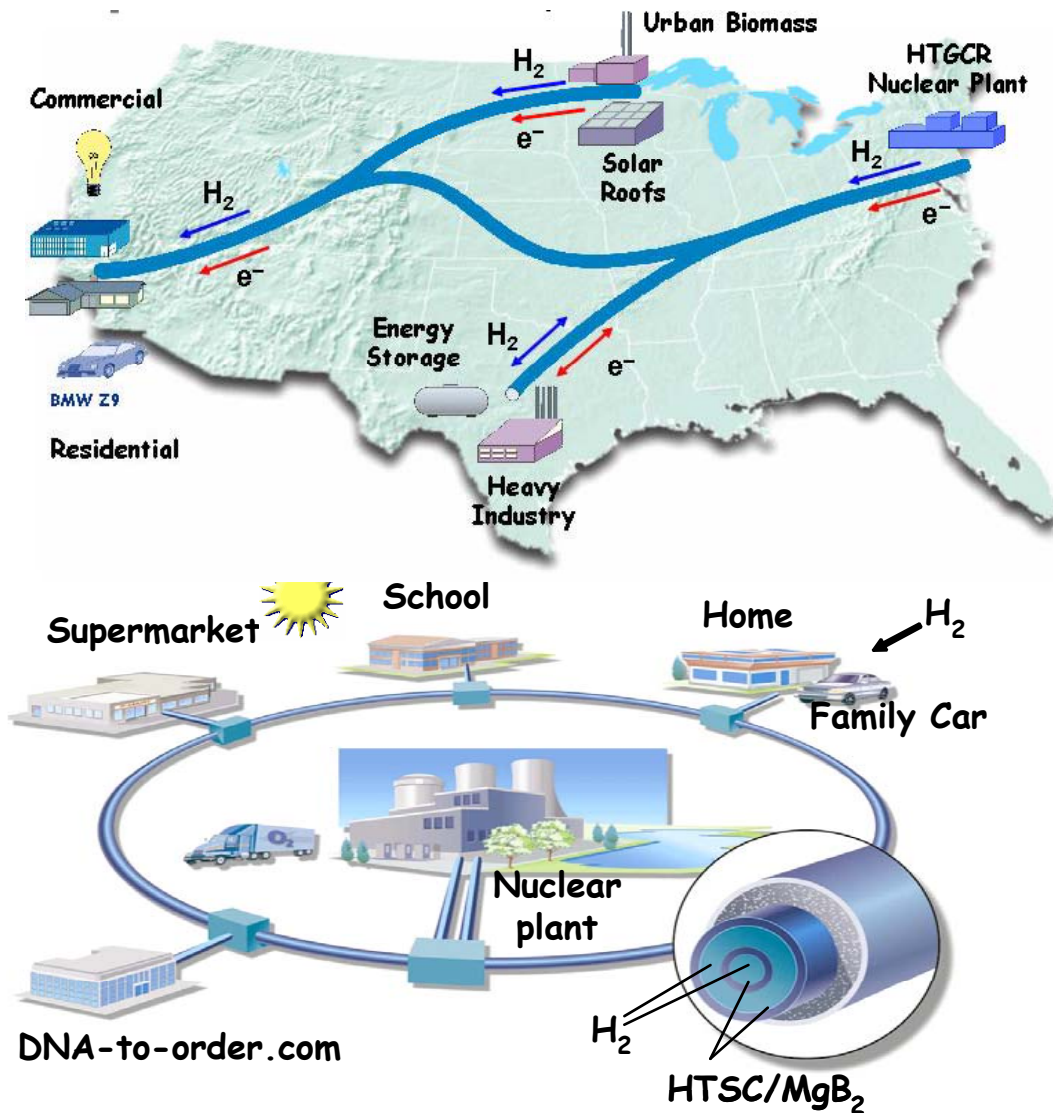 Urban Biomass
HTGCR
Nuclear Plant
H₂
Commercial
e⁻
Solar
Roofs
H₂
e⁻
H₂
e⁻
Energy
Storage
H₂
e⁻
BMW Z9
Residential
Heavy
Industry
School
Supermarket
Home
H₂
Family Car
O₂
Nuclear
plant
DNA-to-order.com
H₂
HTSC/MgB₂